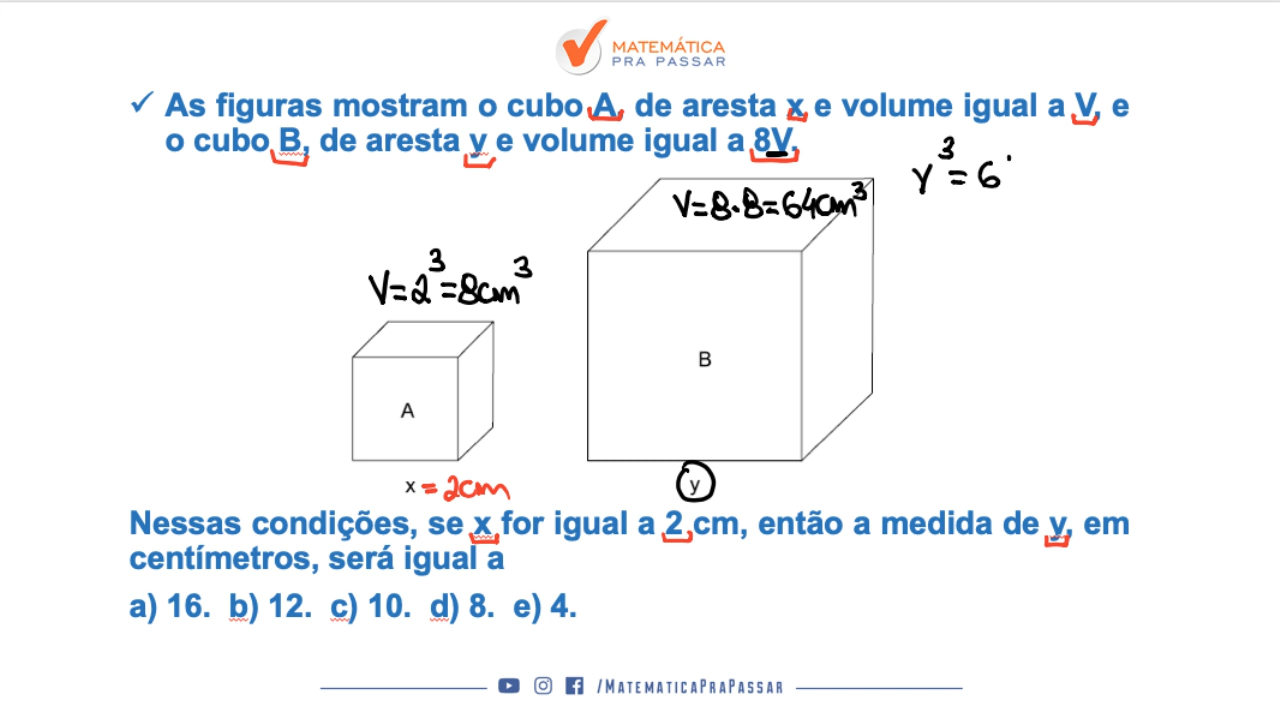 MATEMÁTICA
PRA PASSAR
✓ As figuras mostram o cubo A, de aresta x e volume igual a V, e
o cubo B, de aresta y e volume igual a 8V.
y³ = 6
V=8.8=64cm³
V=2³=8cm³
B
A
x = 2cm
y
Nessas condições, se x for igual a 2 cm, então a medida de y, em
centímetros, será igual a
a) 16. b) 12. c) 10. d) 8. e) 4.
/MATEMATICAPRAPASSAR